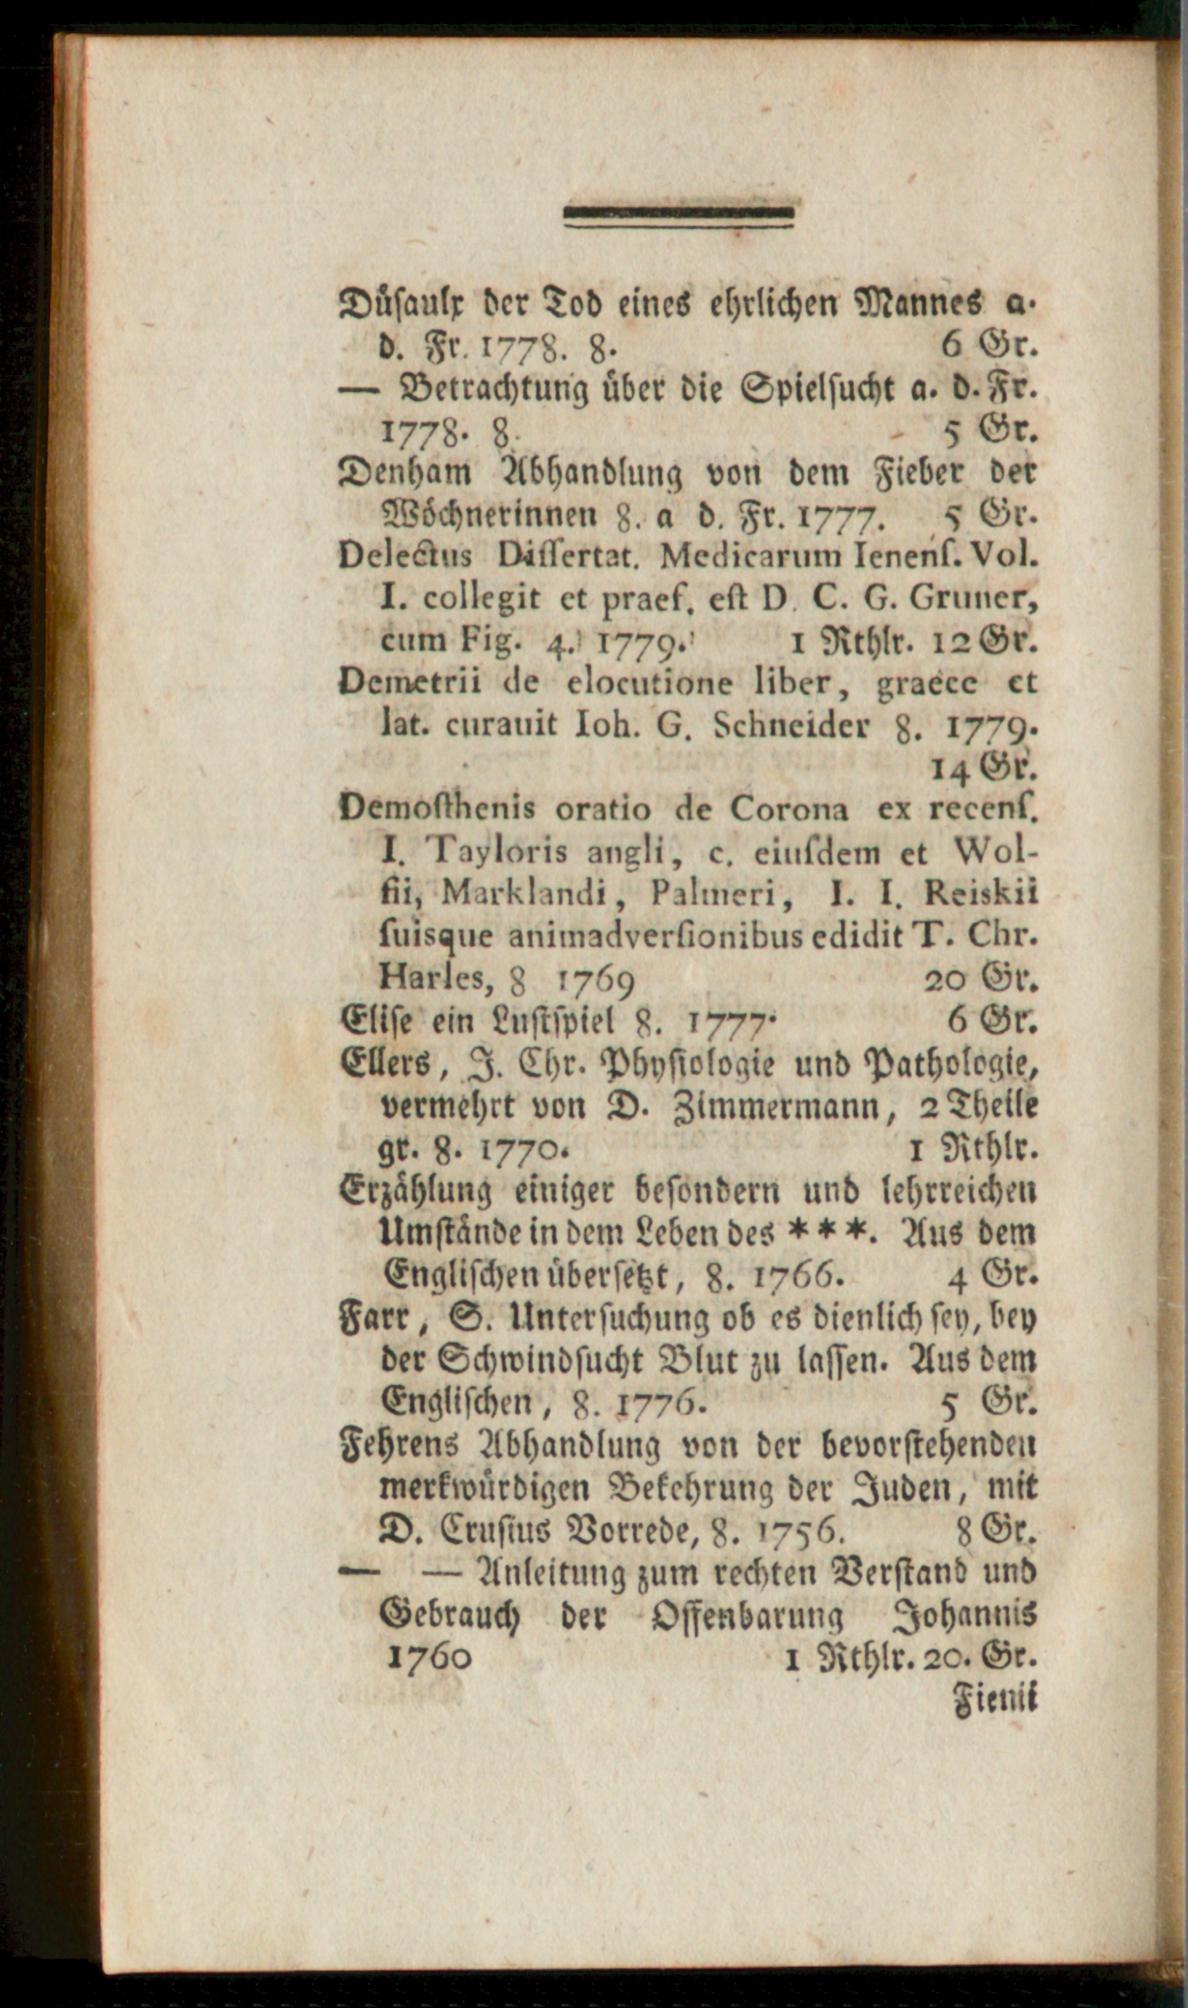 Düſaulx der Tod eines ehrlichen Mannes a.
d. Fr. 1778. 8. 6 Gr.
— Betrachtung über die Spielſucht a. d. Fr.
1778. 8. 5 Gr.
Denham Abhandlung von dem Fieber der
Wöchnerinnen 8. a d. Fr. 1777. 5 Gr.
Delectus Diſſertat. Medicarum Ienenſ. Vol.
I. collegit et praef. eſt D. C. G. Gruner,
cum Fig. 4. 1779. 1 Rthlr. 12 Gr.
Demetrii de elocutione liber, graece et
lat. curauit Ioh. G. Schneider 8. 1779.
14 Gr.
Demoſthenis oratio de Corona ex recenſ.
I. Tayloris angli, c. eiuſdem et Wol-
fii, Marklandi, Palmeri, I. I. Reiskii
ſuisque animadverſionibus edidit T. Chr.
Harles, 8 1769 20 Gr.
Eliſe ein Luſtſpiel 8. 1777. 6 Gr.
Ellers, J. Chr. Phyſiologie und Pathologie,
vermehrt von D. Zimmermann, 2 Theile
gr. 8. 1770. 1 Rthlr.
Erzählung einiger beſondern und lehrreichen
Umſtände in dem Leben des * * *. Aus dem
Engliſchen überſetzt, 8. 1766. 4 Gr.
Farr, S. Unterſuchung ob es dienlich ſey, bey
der Schwindſucht Blut zu laſſen. Aus dem
Engliſchen, 8. 1776. 5 Gr.
Fehrens Abhandlung von der bevorſtehenden
merkwürdigen Bekehrung der Juden, mit
D. Cruſius Vorrede, 8. 1756. 8 Gr.
— — Anleitung zum rechten Verſtand und
Gebrauch der Offenbarung Johannis
1760 1 Rthlr. 20. Gr.
Fienii